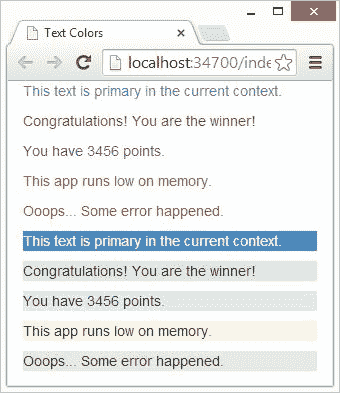 Text Colors
localhost:34700/inde
This text is primary in the current context.
Congratulations! You are the winner!
You have 3456 points.
This app runs low on memory.
Ooops... Some error happened.
This text is primary in the current context.
Congratulations! You are the winner!
You have 3456 points.
This app runs low on memory.
Ooops... Some error happened.